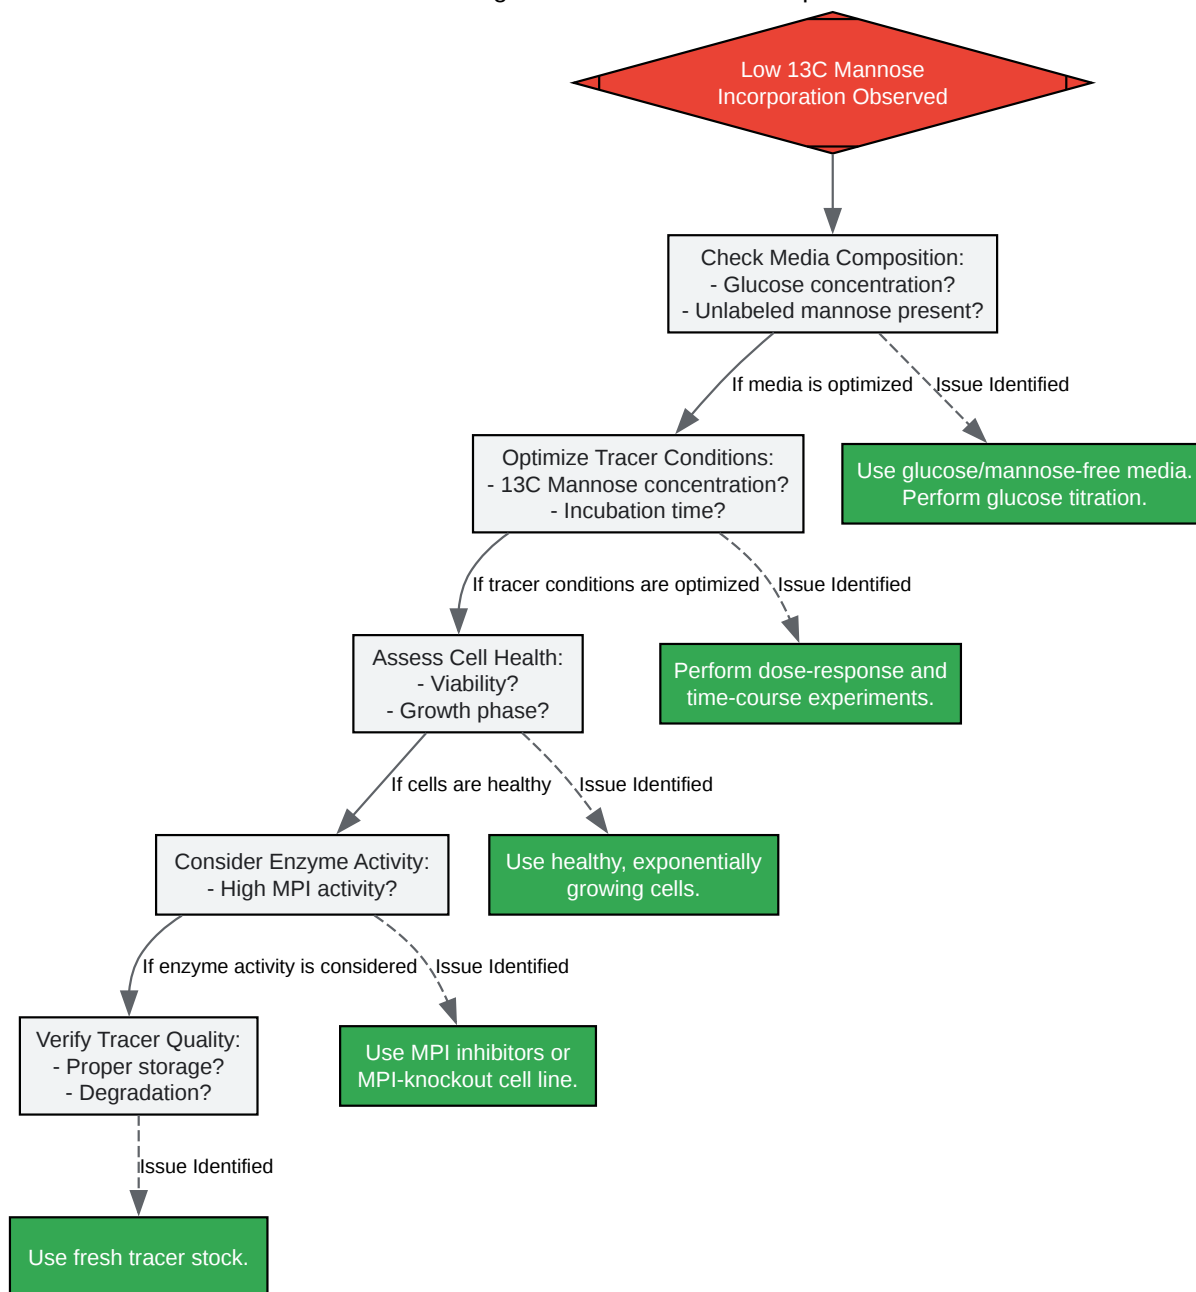 Low 13C Mannose
Incorporation Observed
Check Media Composition:
- Glucose concentration?
- Unlabeled mannose present?
If media is optimized
Issue Identified
Optimize Tracer Conditions:
- 13C Mannose concentration?
- Incubation time?
Use glucose/mannose-free media.
Perform glucose titration.
If tracer conditions are optimized
Issue Identified
Assess Cell Health:
- Viability?
- Growth phase?
Perform dose-response and
time-course experiments.
If cells are healthy
Issue Identified
Consider Enzyme Activity:
- High MPI activity?
Use healthy, exponentially
growing cells.
If enzyme activity is considered
Issue Identified
Verify Tracer Quality:
- Proper storage?
- Degradation?
Use MPI inhibitors or
MPI-knockout cell line.
Issue Identified
Use fresh tracer stock.